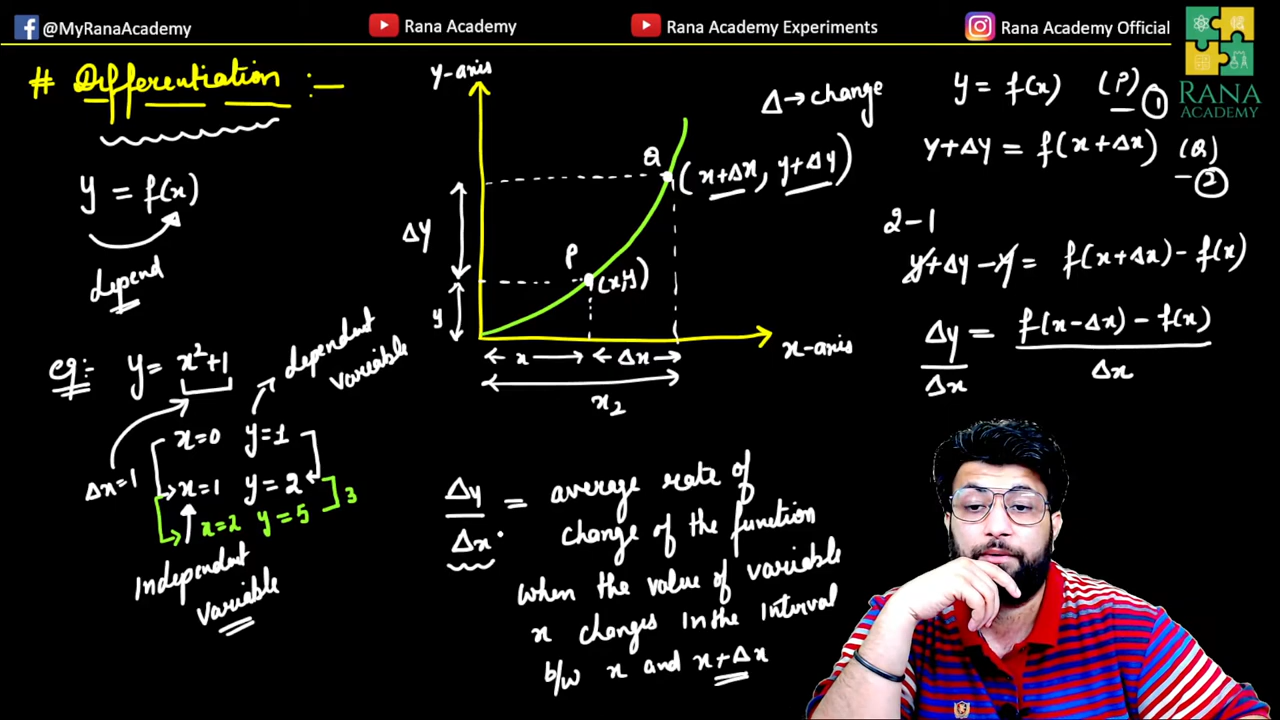 @MyRanaAcademy
Rana Academy
Rana Academy Experiments
Rana Academy Official
RANA
ACADEMY
# Differentiation :-
y = f(x)
depend
eg:- y = x²+1
dependent
variable
x=0 y=1
Δx=1
x=1 y=2
x=2 y=5
3
Independent
variable
y-axis
Δ→change
Q (x+Δx, y+Δy)
Δy
P (x,y)
y
x-axis
x Δx
x₂
Δy/Δx = average rate of
change of the function
when the value of variable
x changes in the interval
b/w x and x+Δx
y = f(x) (P) 1
y+Δy = f(x+Δx) (Q) 2
2-1
y+Δy-y = f(x+Δx)-f(x)
Δy = f(x-Δx)-f(x)
Δx Δx